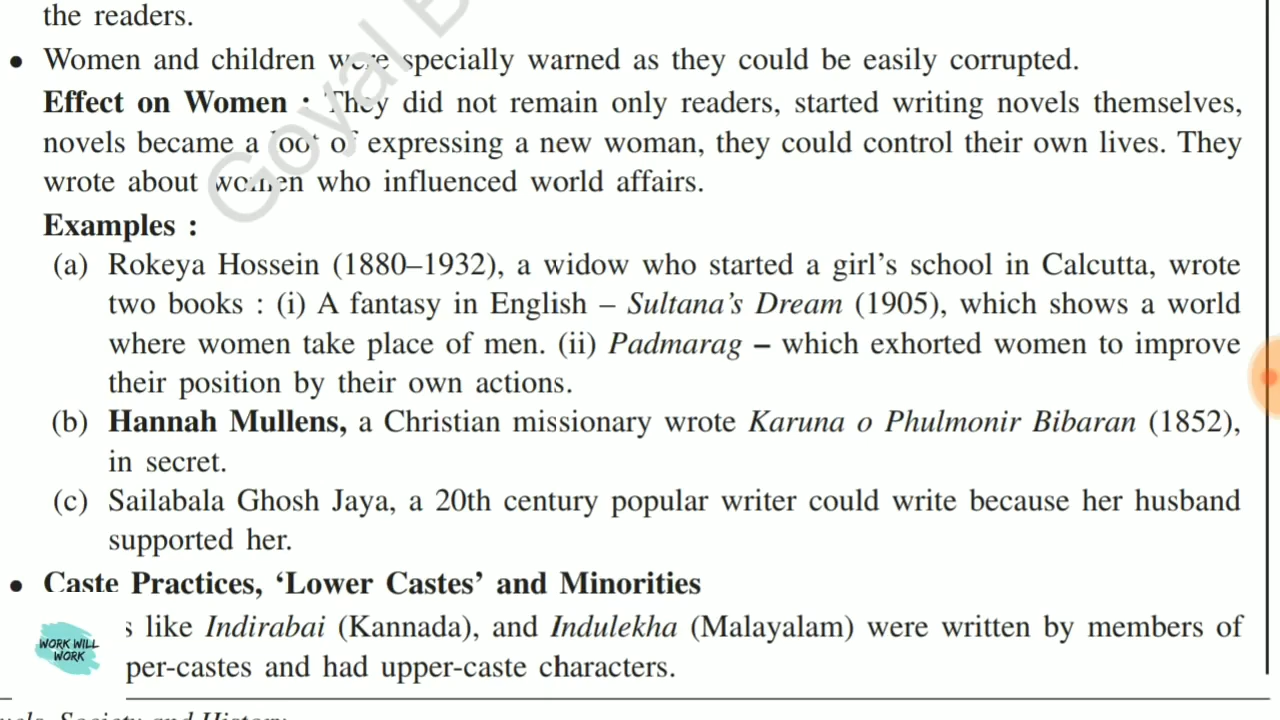 the readers.
• Women and children were specially warned as they could be easily corrupted.
Effect on Women : They did not remain only readers, started writing novels themselves,
novels became a of expressing a new woman, they could control their own lives. They
wrote about women who influenced world affairs.
Examples :
(a) Rokeya Hossein (1880–1932), a widow who started a girl's school in Calcutta, wrote
two books : (i) A fantasy in English – Sultana's Dream (1905), which shows a world
where women take place of men. (ii) Padmarag – which exhorted women to improve
their position by their own actions.
(b) Hannah Mullens, a Christian missionary wrote Karuna o Phulmonir Bibaran (1852),
in secret.
(c) Sailabala Ghosh Jaya, a 20th century popular writer could write because her husband
supported her.
• Caste Practices, 'Lower Castes' and Minorities
s like Indirabai (Kannada), and Indulekha (Malayalam) were written by members of
per-castes and had upper-caste characters.
WORK WILL
WORK
Society and History
Goyal B